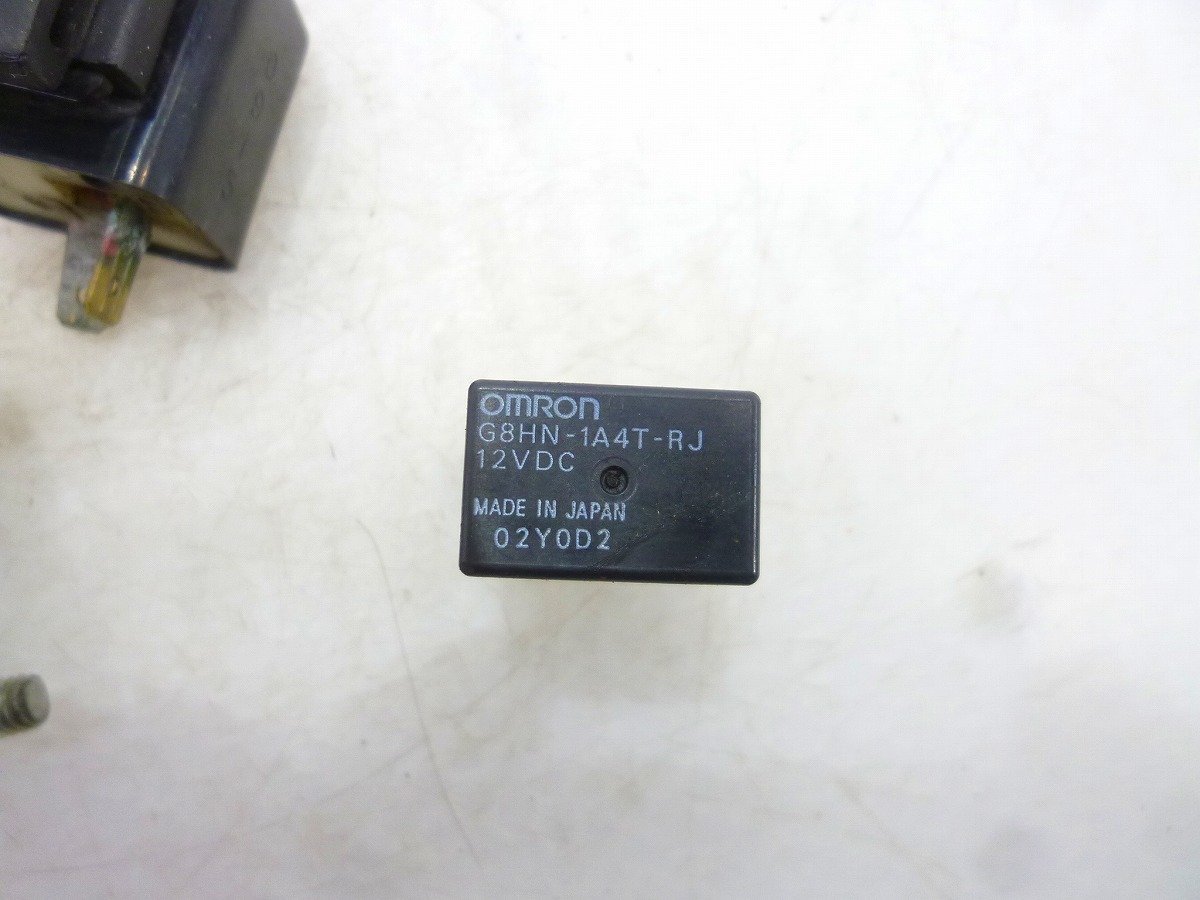 OMRON
G8HN-1A4T-RJ
12VDC
MADE IN JAPAN
02Y0D2